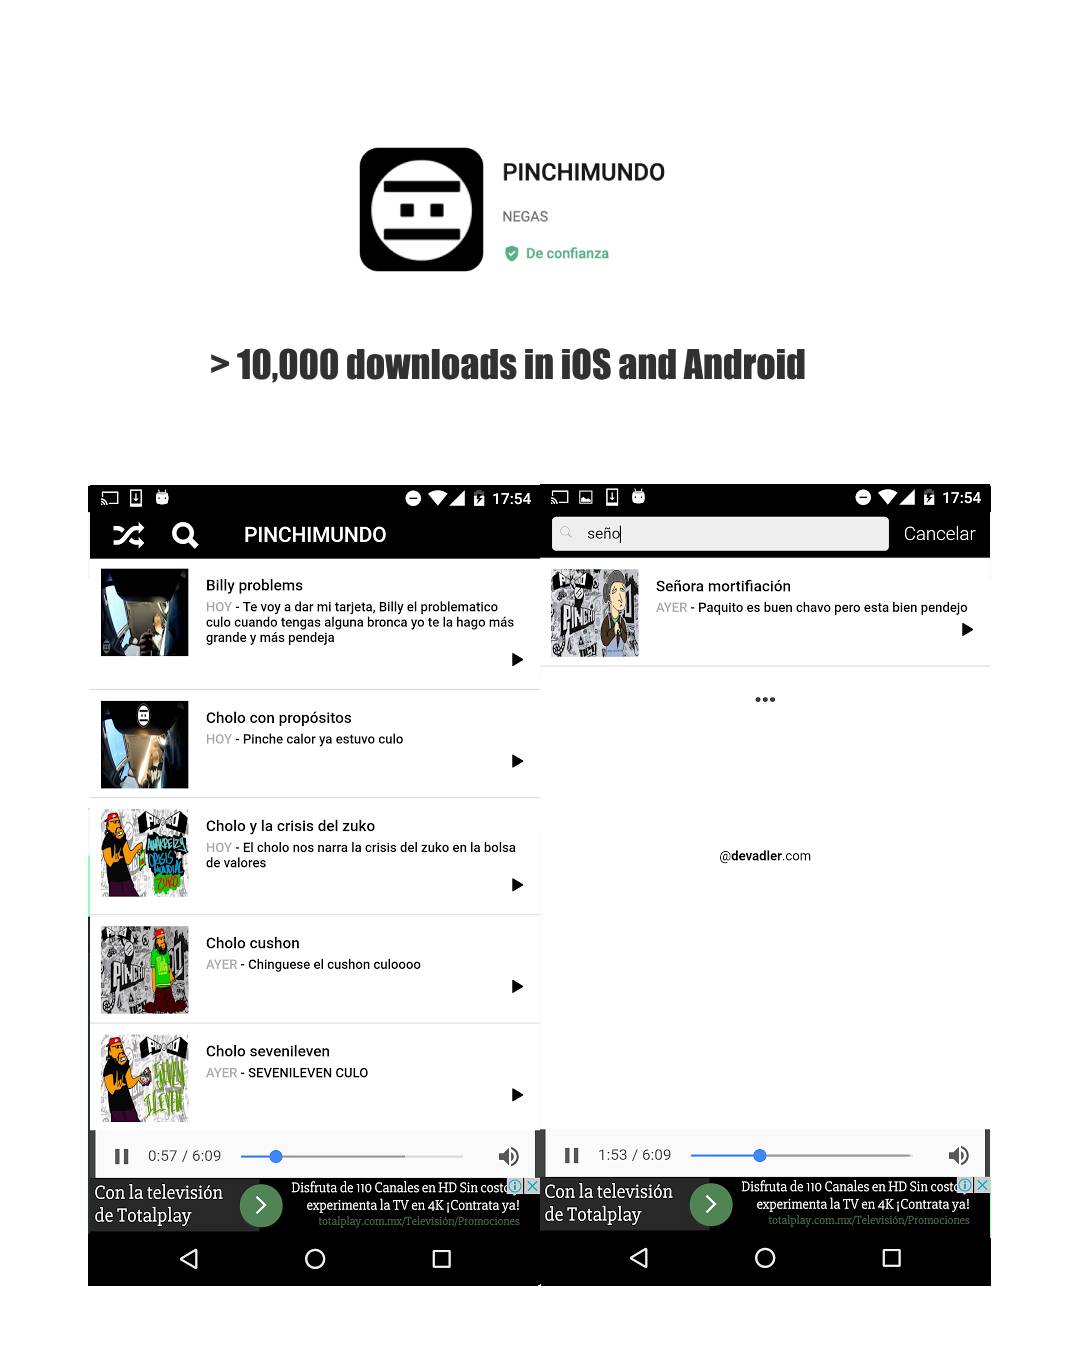 PINCHIMUNDO
NEGAS
De confianza
> 10,000 downloads in iOS and Android
17:54
PINCHIMUNDO
Billy problems
HOY - Te voy a dar mi tarjeta, Billy el problematico
culo cuando tengas alguna bronca yo te la hago más
grande y más pendeja
Cholo con propósitos
HOY - Pinche calor ya estuvo culo
Cholo y la crisis del zuko
HOY - El cholo nos narra la crisis del zuko en la bolsa
de valores
Cholo cushon
AYER - Chinguese el cushon culoooo
Cholo sevenileven
AYER - SEVENILEVEN CULO
SEVEN
ILEVEN
0:57 / 6:09
Con la televisión
de Totalplay
Disfruta de 110 Canales en HD Sin costo
experimenta la TV en 4K ¡Contrata ya!
totalplay.com.mx/Televisión/Promociones
17:54
seño
Cancelar
Señora mortifiación
AYER - Paquito es buen chavo pero esta bien pendejo
•••
@devadler.com
1:53 / 6:09
Con la televisión
de Totalplay
Disfruta de 110 Canales en HD Sin costo
experimenta la TV en 4K ¡Contrata ya!
totalplay.com.mx/Televisión/Promociones